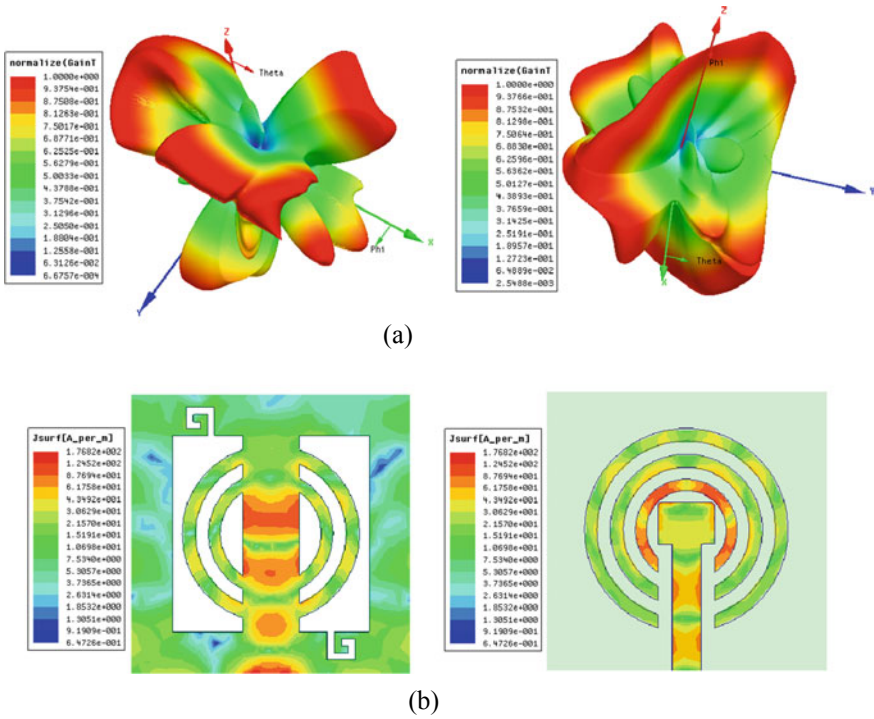 normalize(GainT
1.0000e+000
9.3754e-001
8.7508e-001
8.1263e-001
7.5017e-001
6.8771e-001
6.2525e-001
5.6279e-001
5.0033e-001
4.3788e-001
3.7542e-001
3.1296e-001
2.5050e-001
1.8804e-001
1.2558e-001
6.3126e-002
6.6757e-004
Z
Theta
X
Phi
Y
normalize(GainT
1.0000e+000
9.3766e-001
8.7532e-001
8.1298e-001
7.5064e-001
6.8830e-001
6.2596e-001
5.6362e-001
5.0127e-001
4.3893e-001
3.7659e-001
3.1425e-001
2.5191e-001
1.8957e-001
1.2723e-001
6.4889e-002
2.5488e-003
Z
Phi
Y
Theta
X
(a)
Jsurf[A_per_m]
1.7682e+002
1.2452e+002
8.7694e+001
6.1758e+001
4.3492e+001
3.0629e+001
2.1570e+001
1.5191e+001
1.0698e+001
7.5340e+000
5.3057e+000
3.7365e+000
2.6314e+000
1.8532e+000
1.3051e+000
9.1909e-001
6.4726e-001
Jsurf[A_per_m]
1.7682e+002
1.2452e+002
8.7694e+001
6.1758e+001
4.3492e+001
3.0629e+001
2.1570e+001
1.5191e+001
1.0698e+001
7.5340e+000
5.3057e+000
3.7365e+000
2.6314e+000
1.8532e+000
1.3051e+000
9.1909e-001
6.4726e-001
(b)